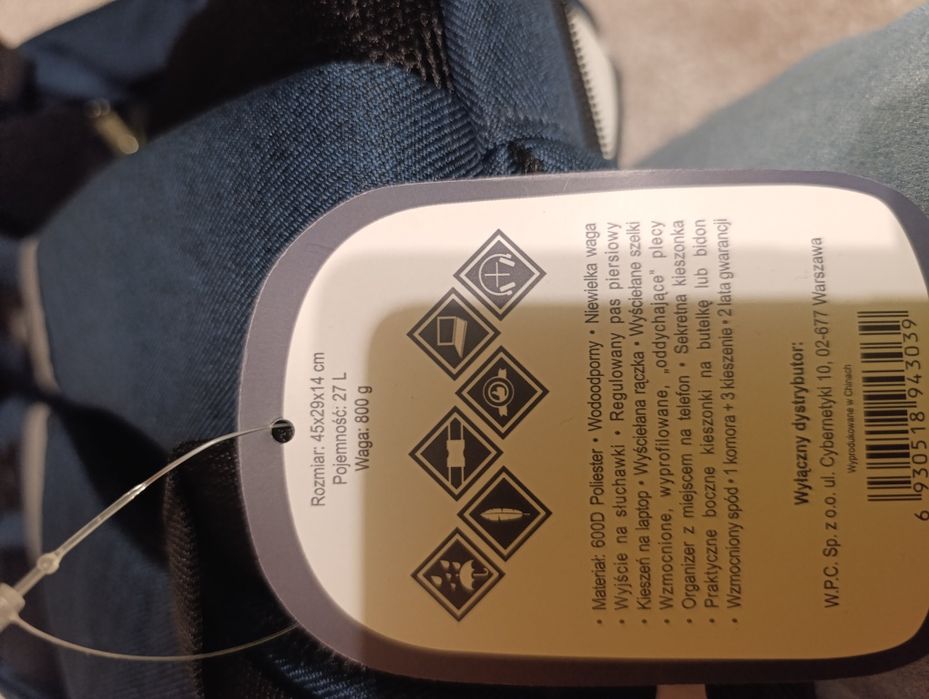 Rozmiar: 45x29x14 cm
Pojemność: 27 L
Waga: 800 g
• Materiał: 600D Poliester • Wodoodporny • Niewielka waga
• Wyjście na słuchawki • Regulowany pas piersiowy
• Kieszeń na laptop • Wyściełana rączka • Wyściełane szelki
• Wzmocnione, wyprofilowane, „oddychające” plecy
• Organizer z miejscem na telefon • Sekretna kieszonka
• Praktyczne boczne kieszonki na butelkę lub bidon
• Wzmocniony spód • 1 komora + 3 kieszenie • 2 lata gwarancji
Wyłączny dystrybutor:
W.P.C. Sp. z o.o. ul. Cybernetyki 10, 02-677 Warszawa
Wyprodukowane w Chinach
6 930518 943039